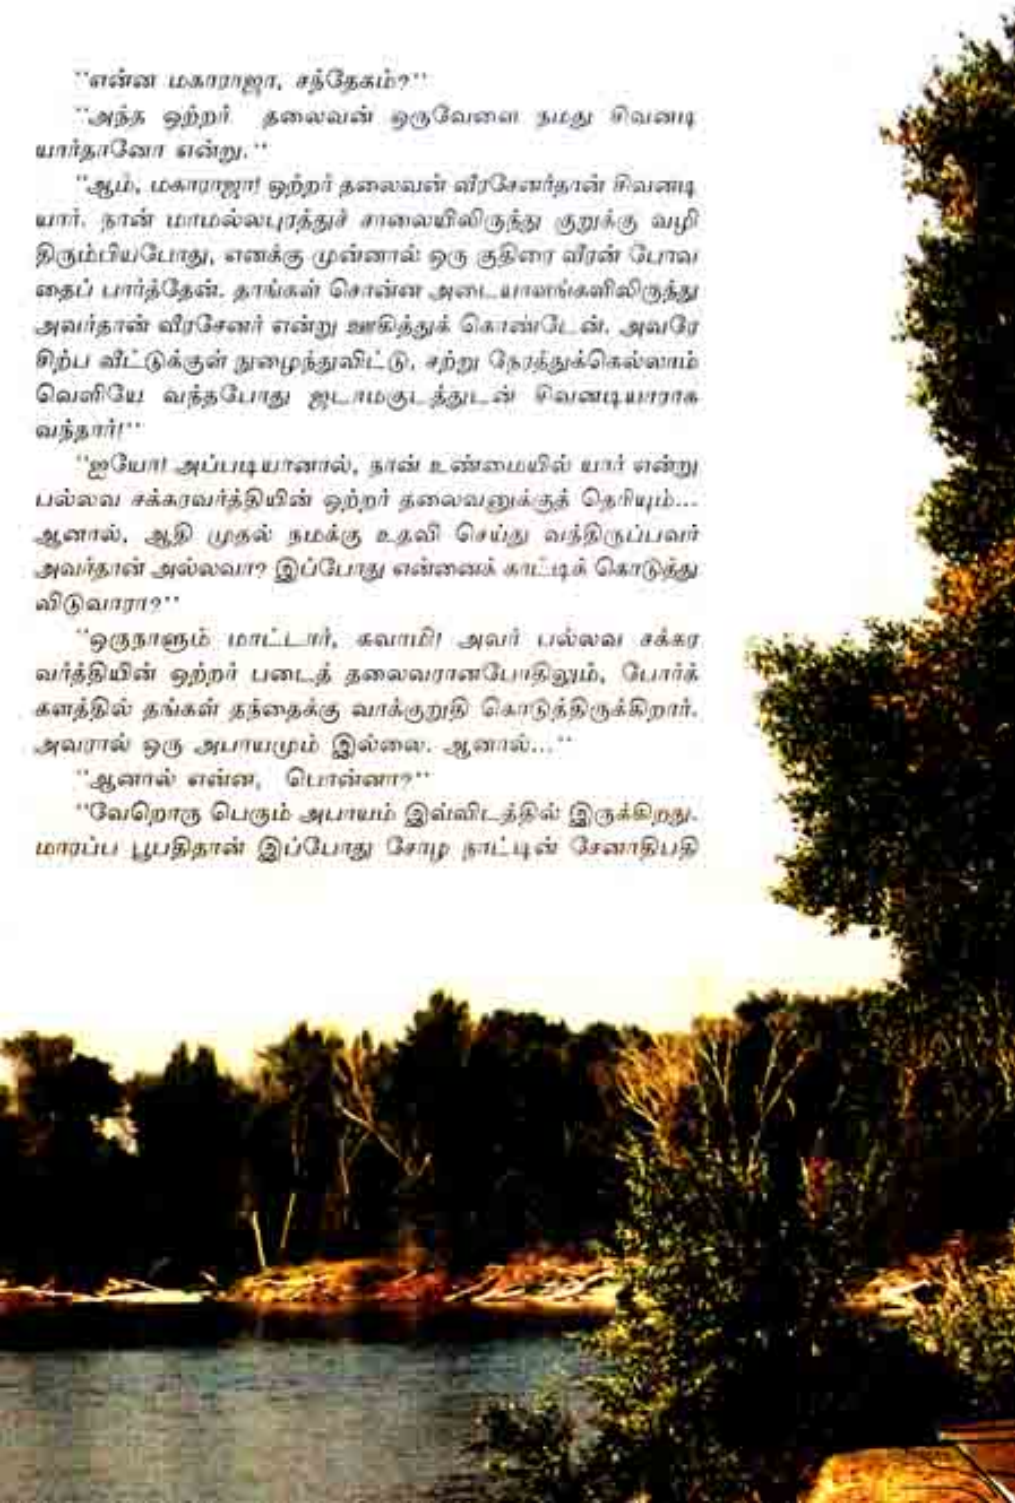 "என்ன மகாராஜா, சந்தேகம்?"
"அந்த ஒற்றர் தலைவன் ஒருவேளை நமது சிவனடி
யார்தானோ என்று."
"ஆம், மகாராஜா! ஒற்றர் தலைவன் வீரசேனர்தான் சிவனடி
யார். நான் மாமல்லபுரத்துச் சாலையிலிருந்து குறுக்கு வழி
திரும்பியபோது, எனக்கு முன்னால் ஒரு குதிரை வீரன் போவ
தைப் பார்த்தேன். தாங்கள் சொன்ன அடையாளங்களிலிருந்து
அவர்தான் வீரசேனர் என்று ஊகித்துக் கொண்டேன். அவரே
சிற்ப வீட்டுக்குள் நுழைந்துவிட்டு, சற்று நேரத்துக்கெல்லாம்
வெளியே வந்தபோது ஜடாமகுடத்துடன் சிவனடியாராக
வந்தார்!"
"ஐயோ! அப்படியானால், நான் உண்மையில் யார் என்று
பல்லவ சக்கரவர்த்தியின் ஒற்றர் தலைவனுக்குத் தெரியும்...
ஆனால், ஆதி முதல் நமக்கு உதவி செய்து வந்திருப்பவர்
அவர்தான் அல்லவா? இப்போது என்னைக் காட்டிக் கொடுத்து
விடுவாரா?"
"ஒருநாளும் மாட்டார், சுவாமி! அவர் பல்லவ சக்கர
வர்த்தியின் ஒற்றர் படைத் தலைவரானபோதிலும், போர்க்
களத்தில் தங்கள் தந்தைக்கு வாக்குறுதி கொடுத்திருக்கிறார்.
அவரால் ஒரு அபாயமும் இல்லை. ஆனால்..."
"ஆனால் என்ன, பொன்னா?"
"வேறொரு பெரும் அபாயம் இவ்விடத்தில் இருக்கிறது.
மாரப்ப பூபதிதான் இப்போது சோழ நாட்டின் சேனாதிபதி